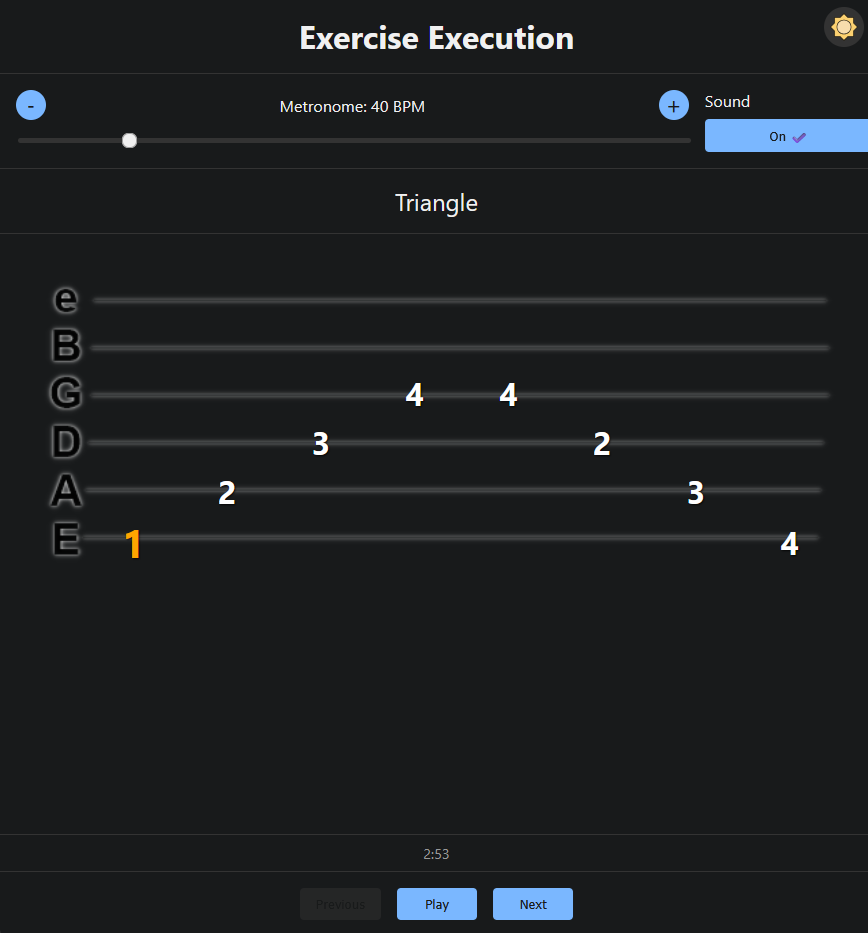 Exercise Execution
- Metronome: 40 BPM +
Sound
On
Triangle
e
B
G 4 4
D 3 2
A 2 3
E 1 4
2:53
Previous Play Next